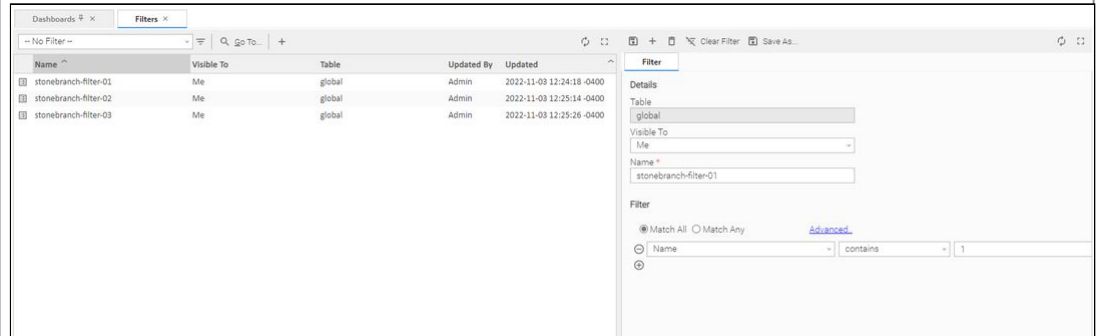 Dashboards
Filters
-- No Filter --
Go To...
Clear Filter
Save As...
Name
Visible To
Table
Updated By
Updated
stonebranch-filter-01 Me global Admin 2022-11-03 12:24:18 -0400
stonebranch-filter-02 Me global Admin 2022-11-03 12:25:14 -0400
stonebranch-filter-03 Me global Admin 2022-11-03 12:25:26 -0400
Filter
Details
Table
global
Visible To
Me
Name *
stonebranch-filter-01
Filter
Match All Match Any Advanced..
Name contains 1